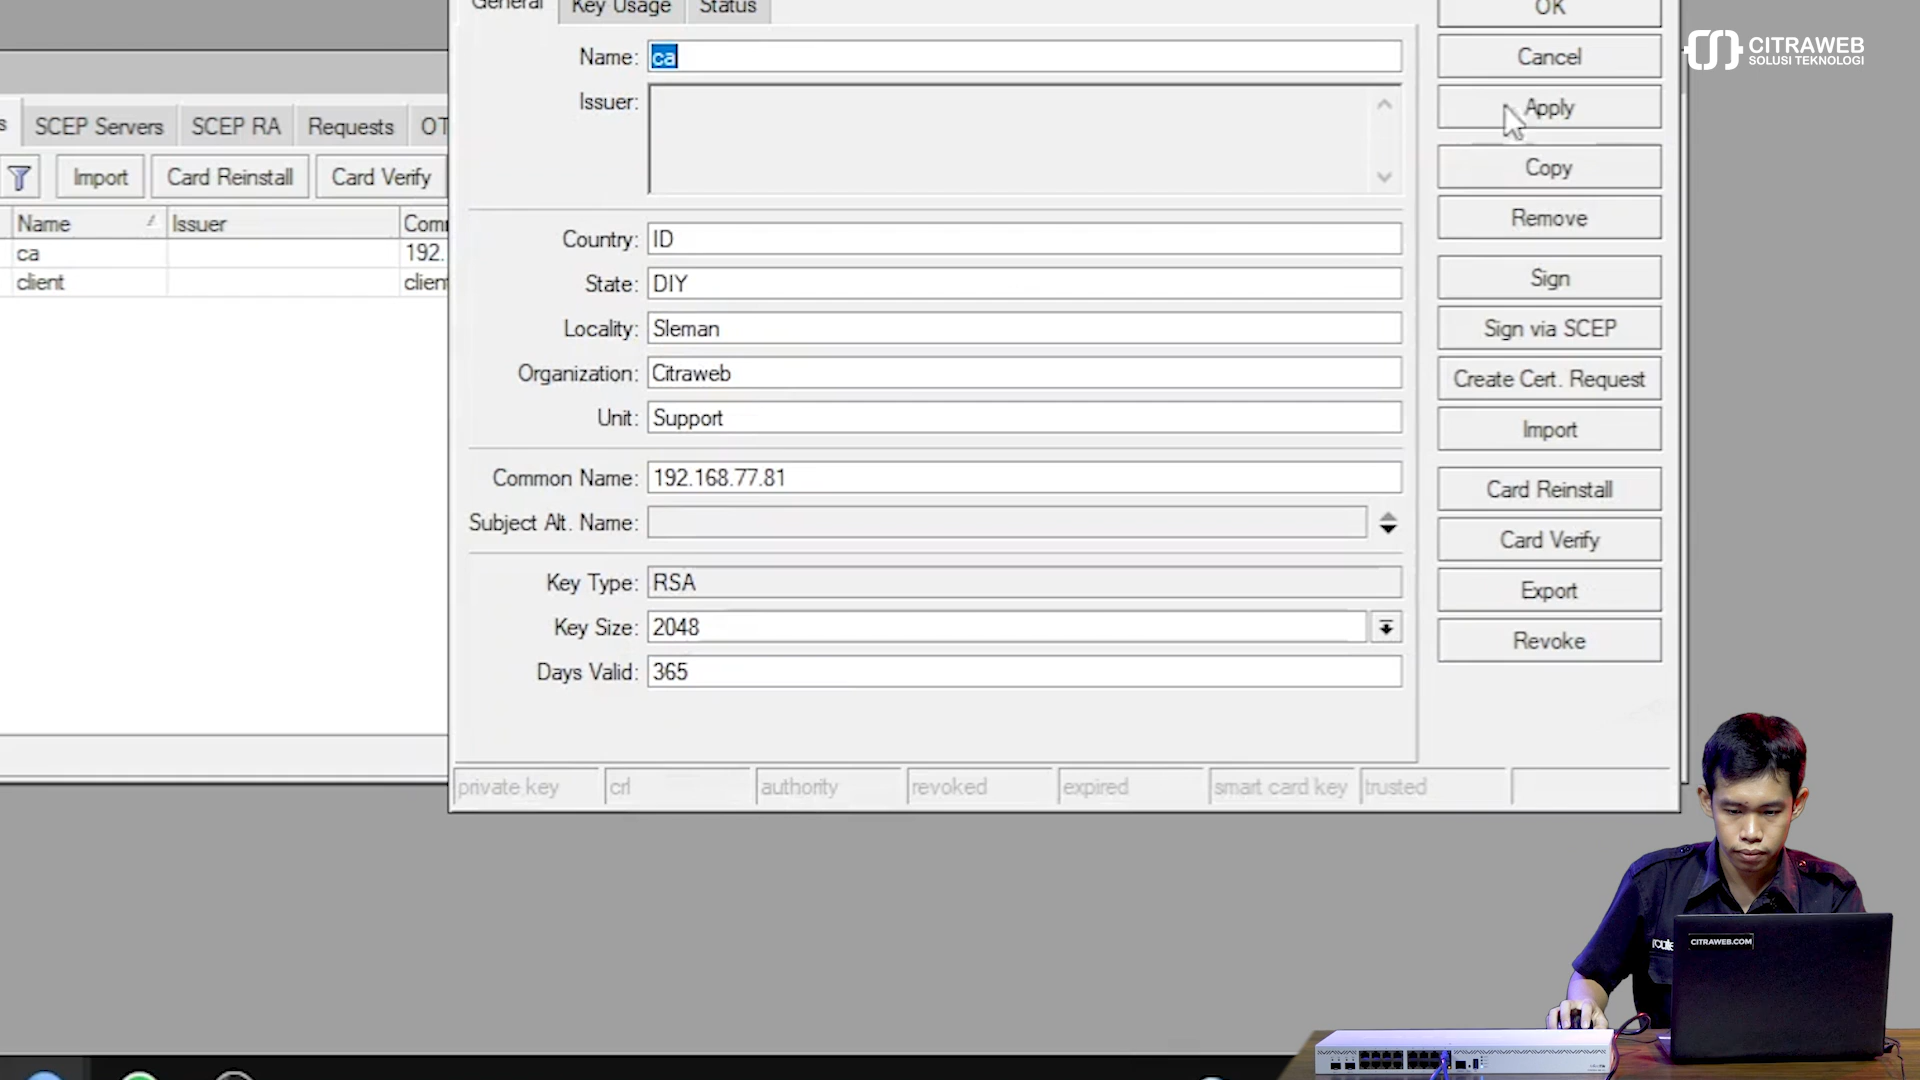 General Key Usage Status
OK
CITRAWEB
SOLUSI TEKNOLOGI
Name: ca
Cancel
Issuer:
Apply
SCEP Servers SCEP RA Requests OT
Copy
Import Card Reinstall Card Verify
Remove
Name Issuer Com
Country: ID
ca 192.
client client
Sign
State: DIY
Locality: Sleman
Sign via SCEP
Organization: Citraweb
Create Cert. Request
Unit: Support
Import
Common Name: 192.168.77.81
Card Reinstall
Subject Alt. Name:
Card Verify
Key Type: RSA
Export
Key Size: 2048
Revoke
Days Valid: 365
private key crl authority revoked expired smart card key trusted
CITRAWEB.COM